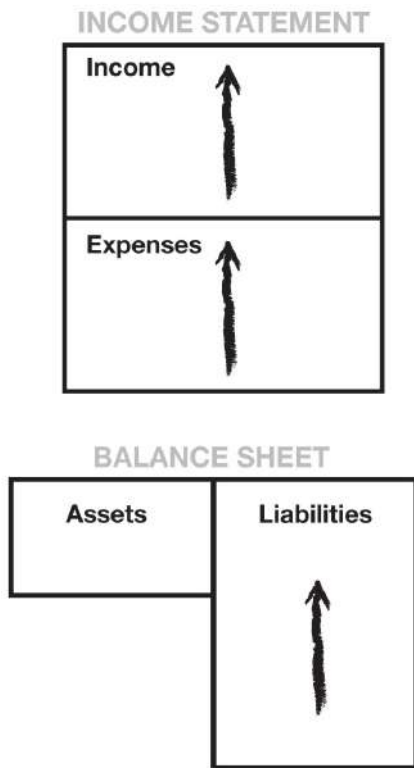 INCOME STATEMENT
Income
Expenses
BALANCE SHEET
Assets Liabilities